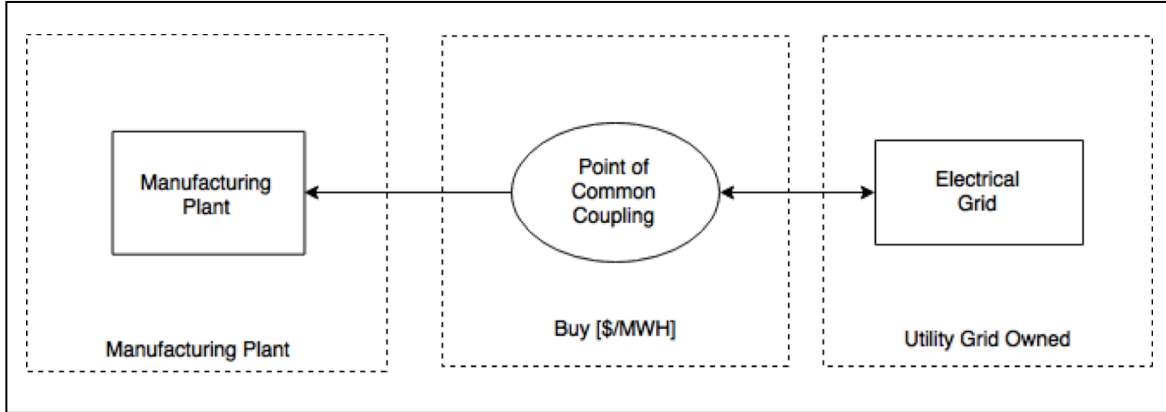 Manufacturing
Plant
Manufacturing Plant
Point of
Common
Coupling
Buy [$/MWH]
Electrical
Grid
Utility Grid Owned